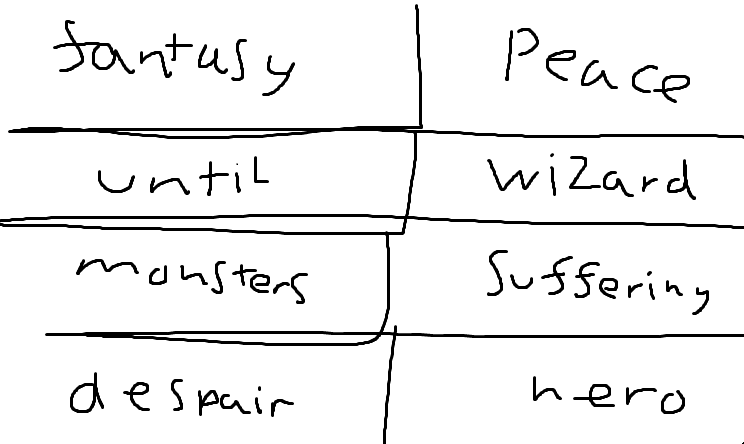 fantasy Peace
until wizard
monsters suffering
despair hero